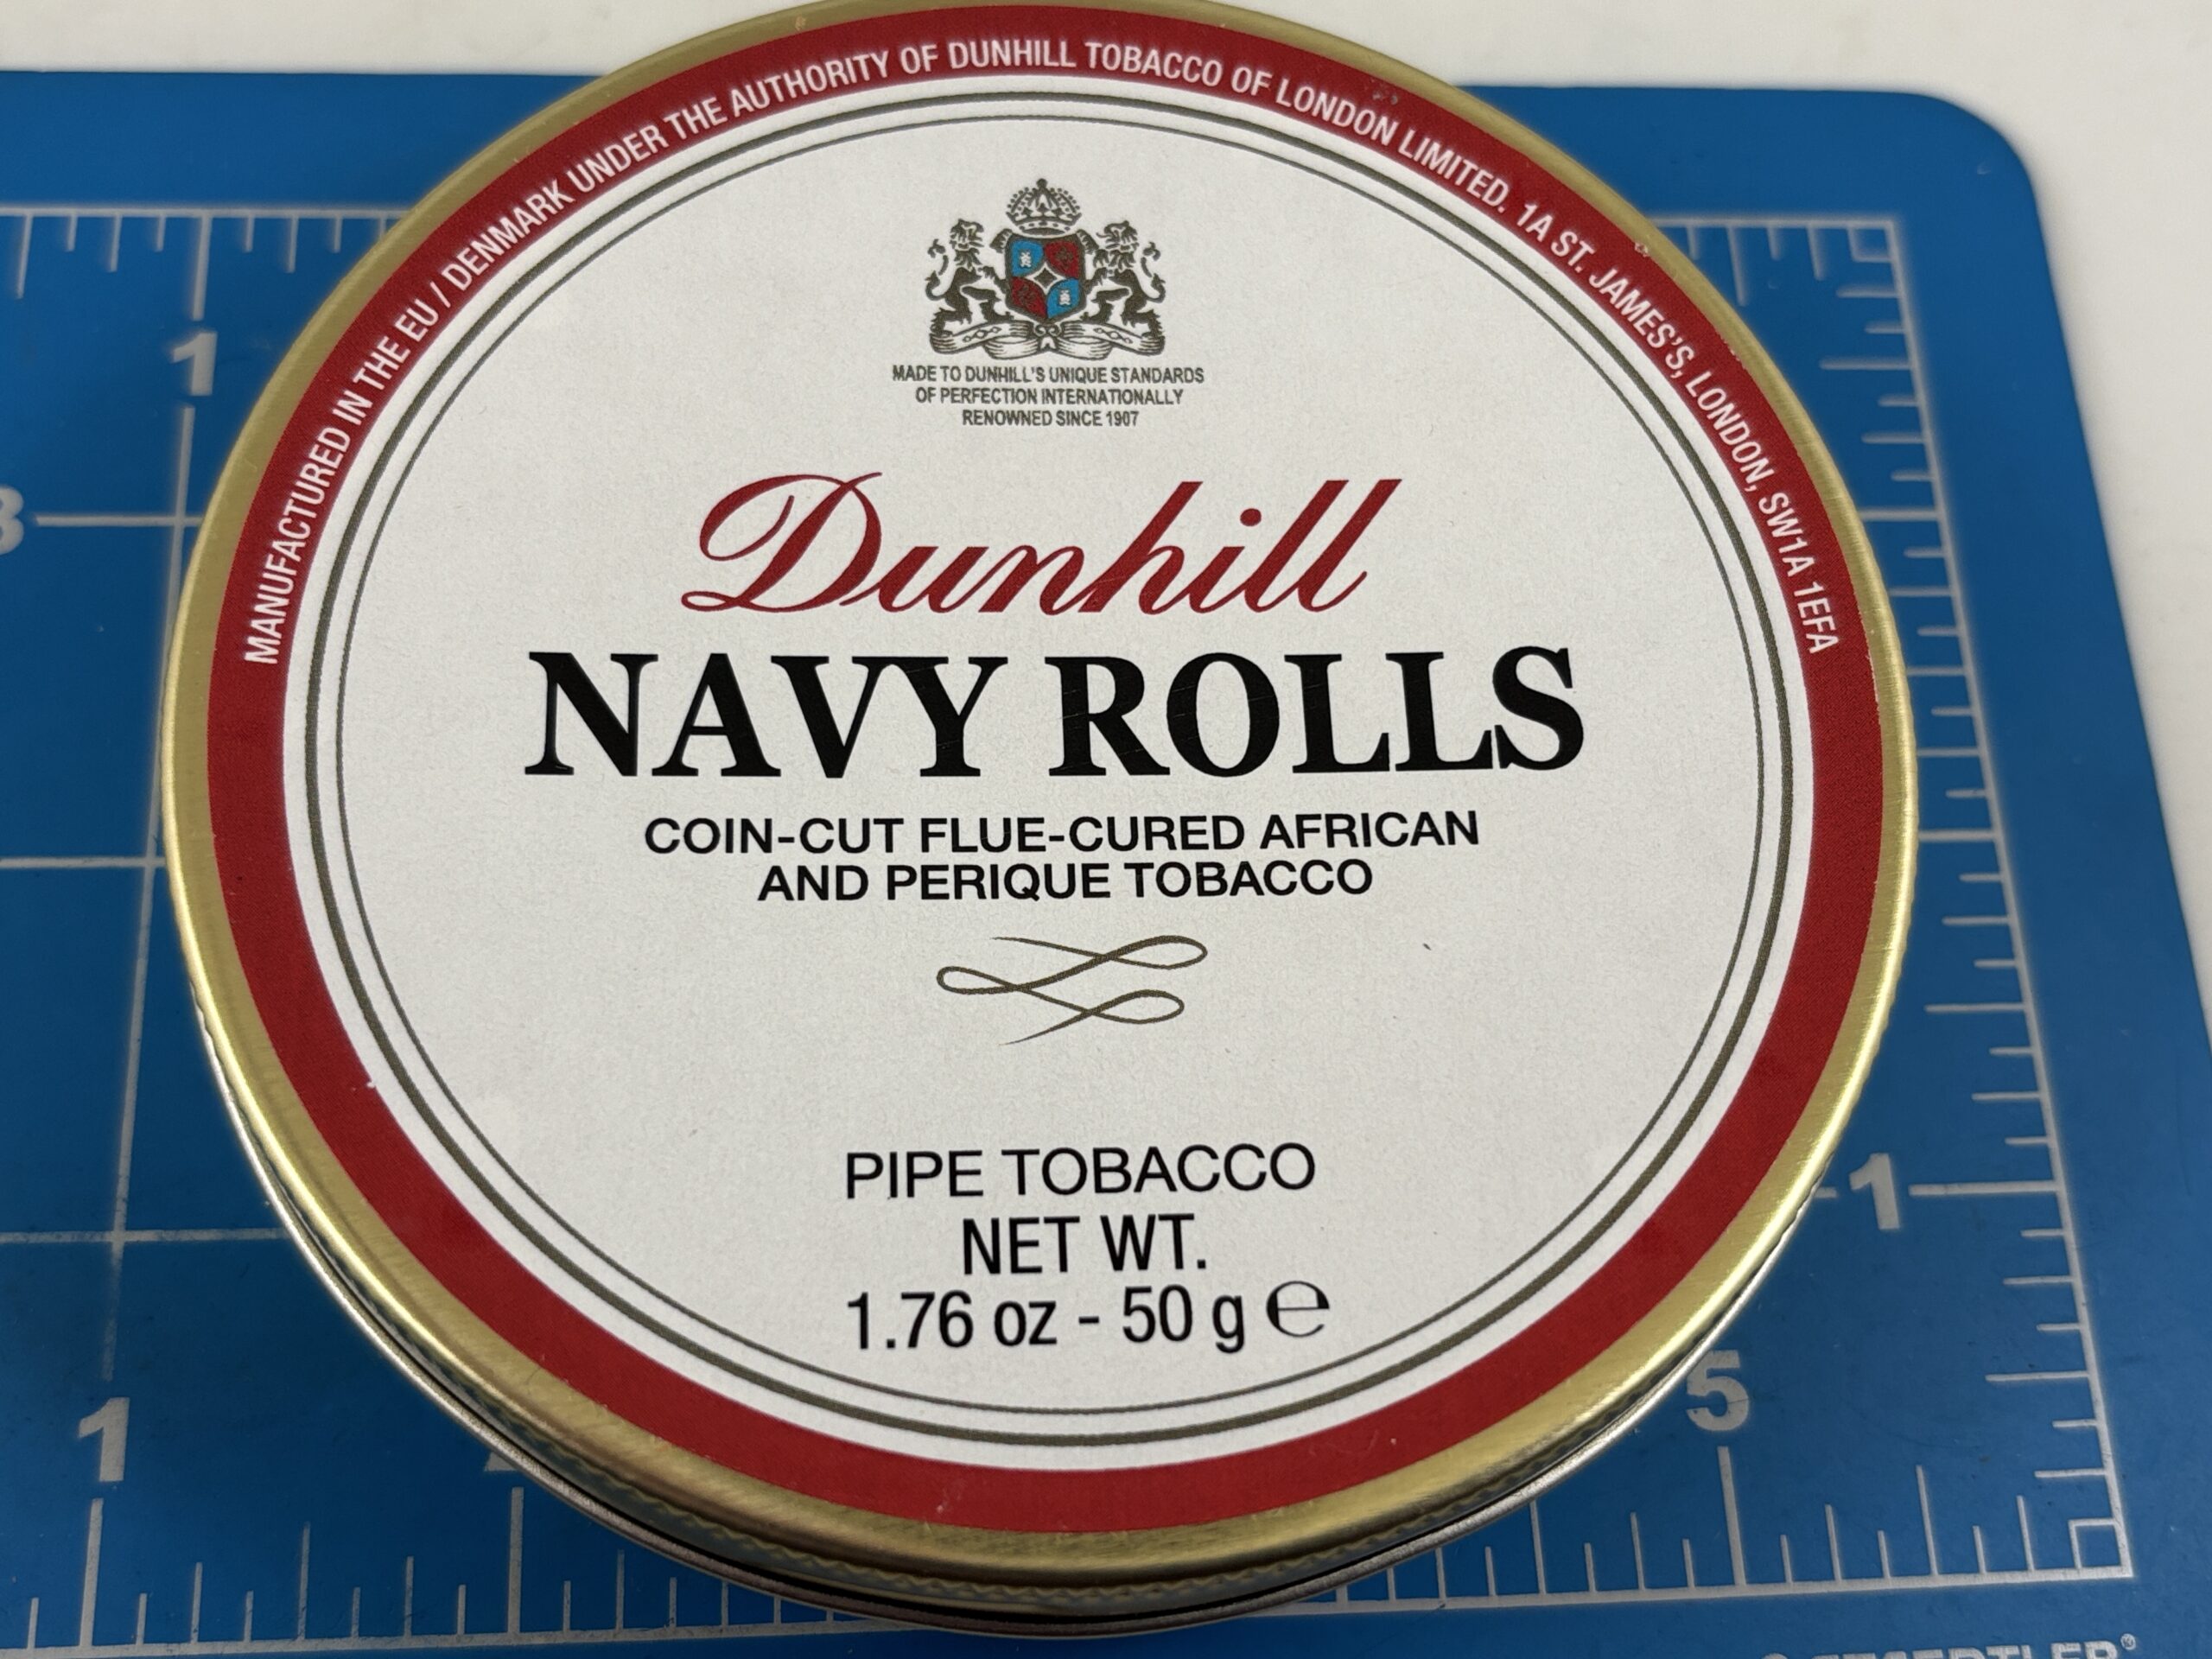 MANUFACTURED IN THE EU / DENMARK UNDER THE AUTHORITY OF DUNHILL TOBACCO OF LONDON LIMITED. 1A ST. JAMES'S, LONDON, SW1A 1EFA
MADE TO DUNHILL'S UNIQUE STANDARDS
OF PERFECTION INTERNATIONALLY
RENOWNED SINCE 1907
Dunhill
NAVY ROLLS
COIN-CUT FLUE-CURED AFRICAN
AND PERIQUE TOBACCO
PIPE TOBACCO
NET WT.
1.76 oz - 50 g ℮
1
3
1
5
1